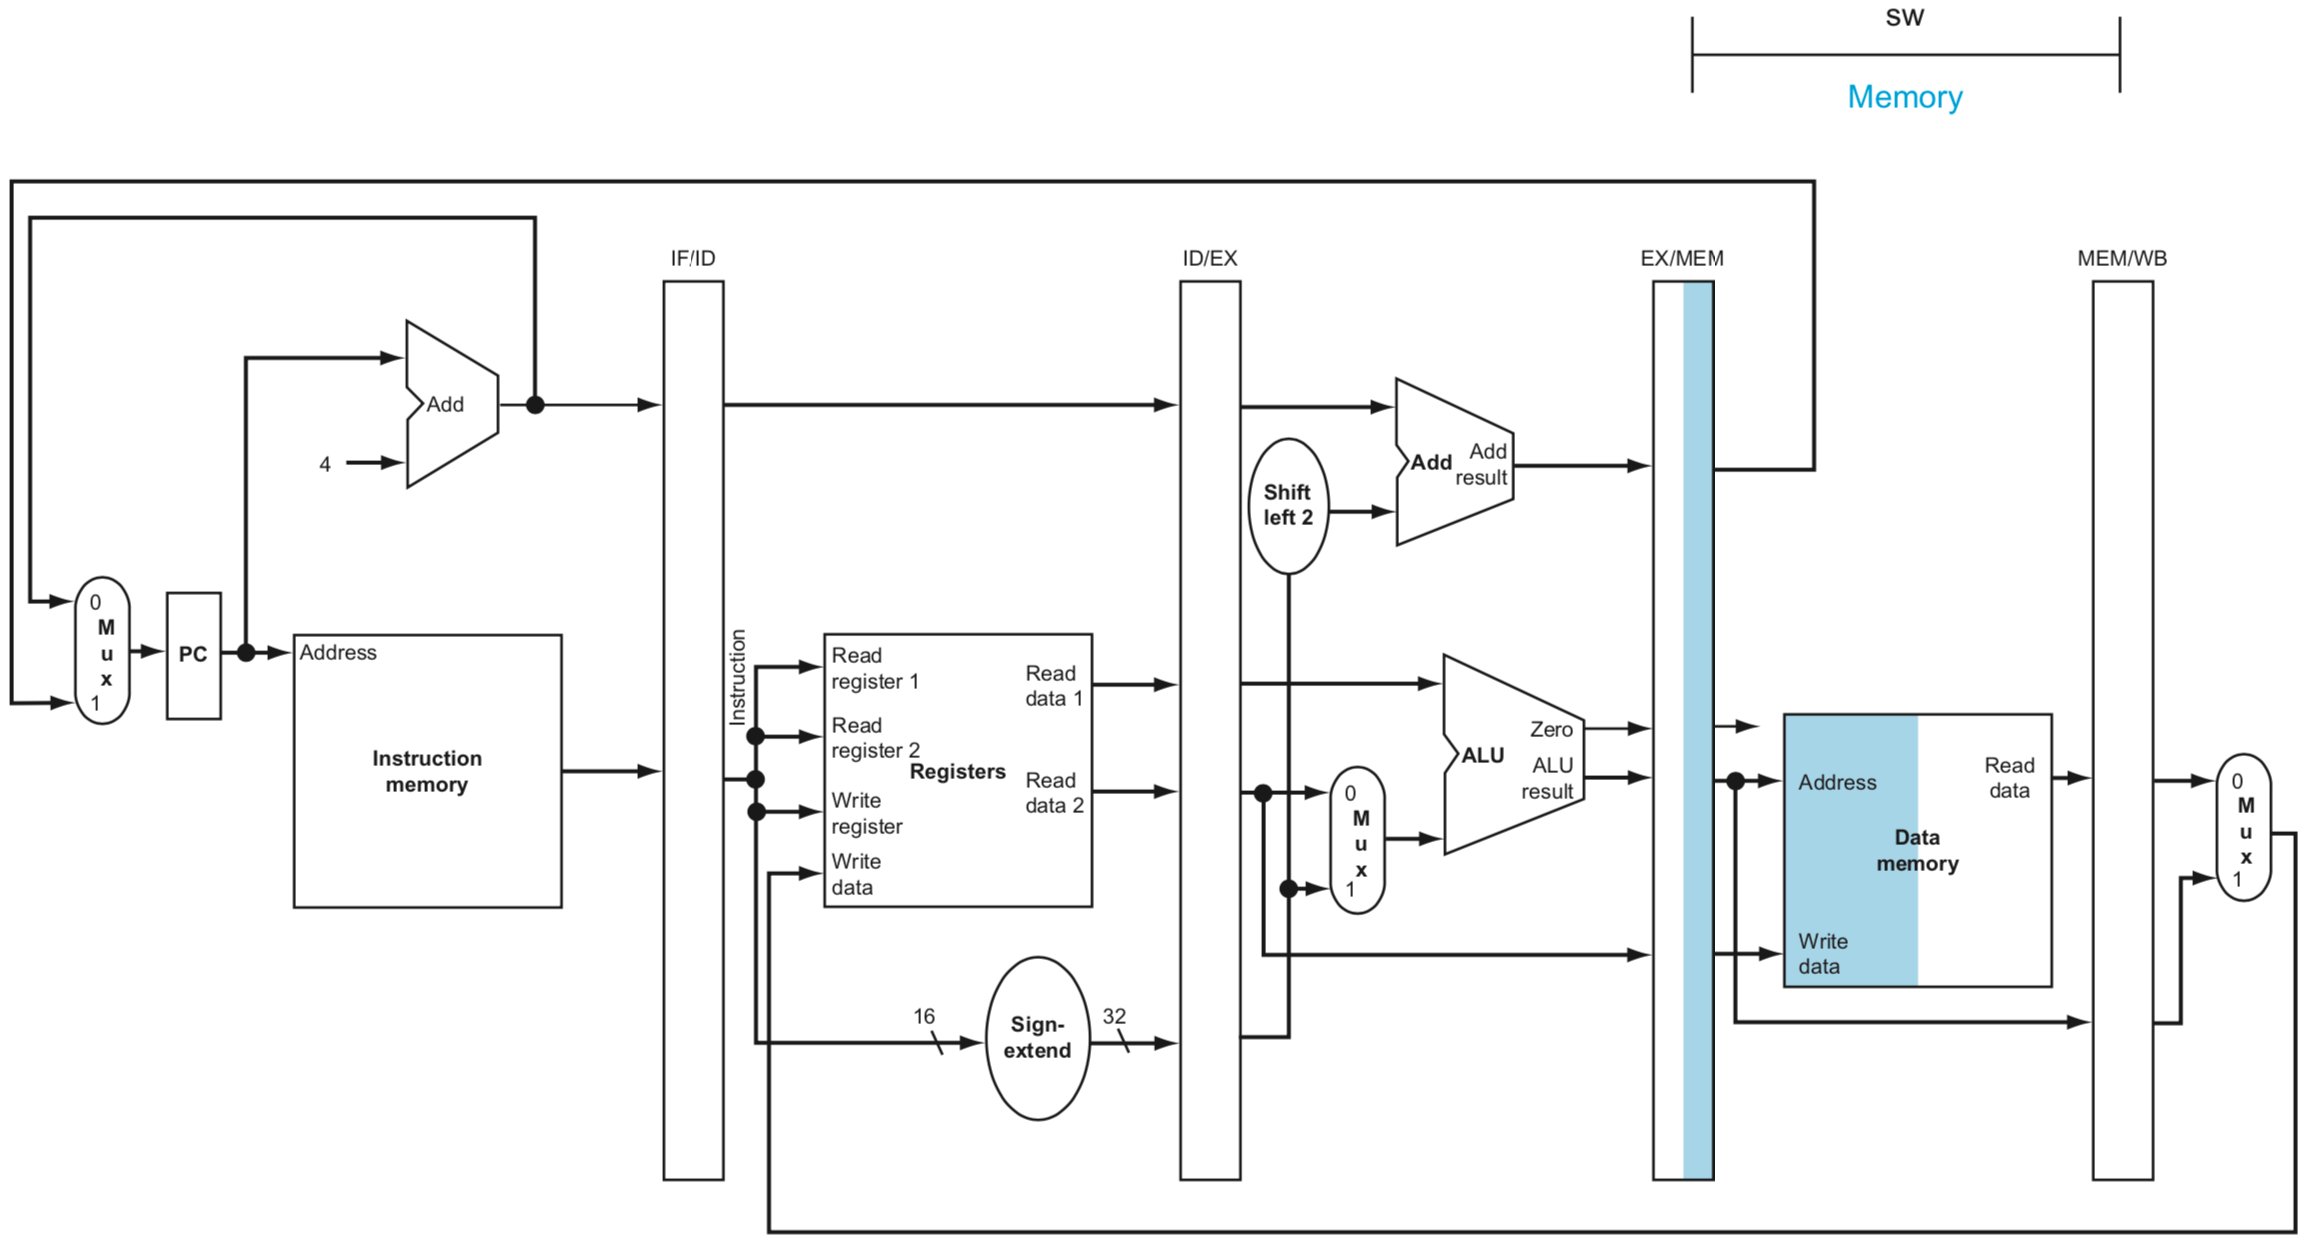 SW
Memory
IF/ID
ID/EX
EX/MEM
MEM/WB
Add
4
Add
Add
result
Shift
left 2
0
M
u
x
1
PC
Address
Instruction
memory
Instruction
Read
register 1
Read
register 2
Write
register
Write
data
Registers
Read
data 1
Read
data 2
16
Sign-
extend
32
0
M
u
x
1
ALU
Zero
ALU
result
Address
Read
data
Data
memory
Write
data
0
M
u
x
1